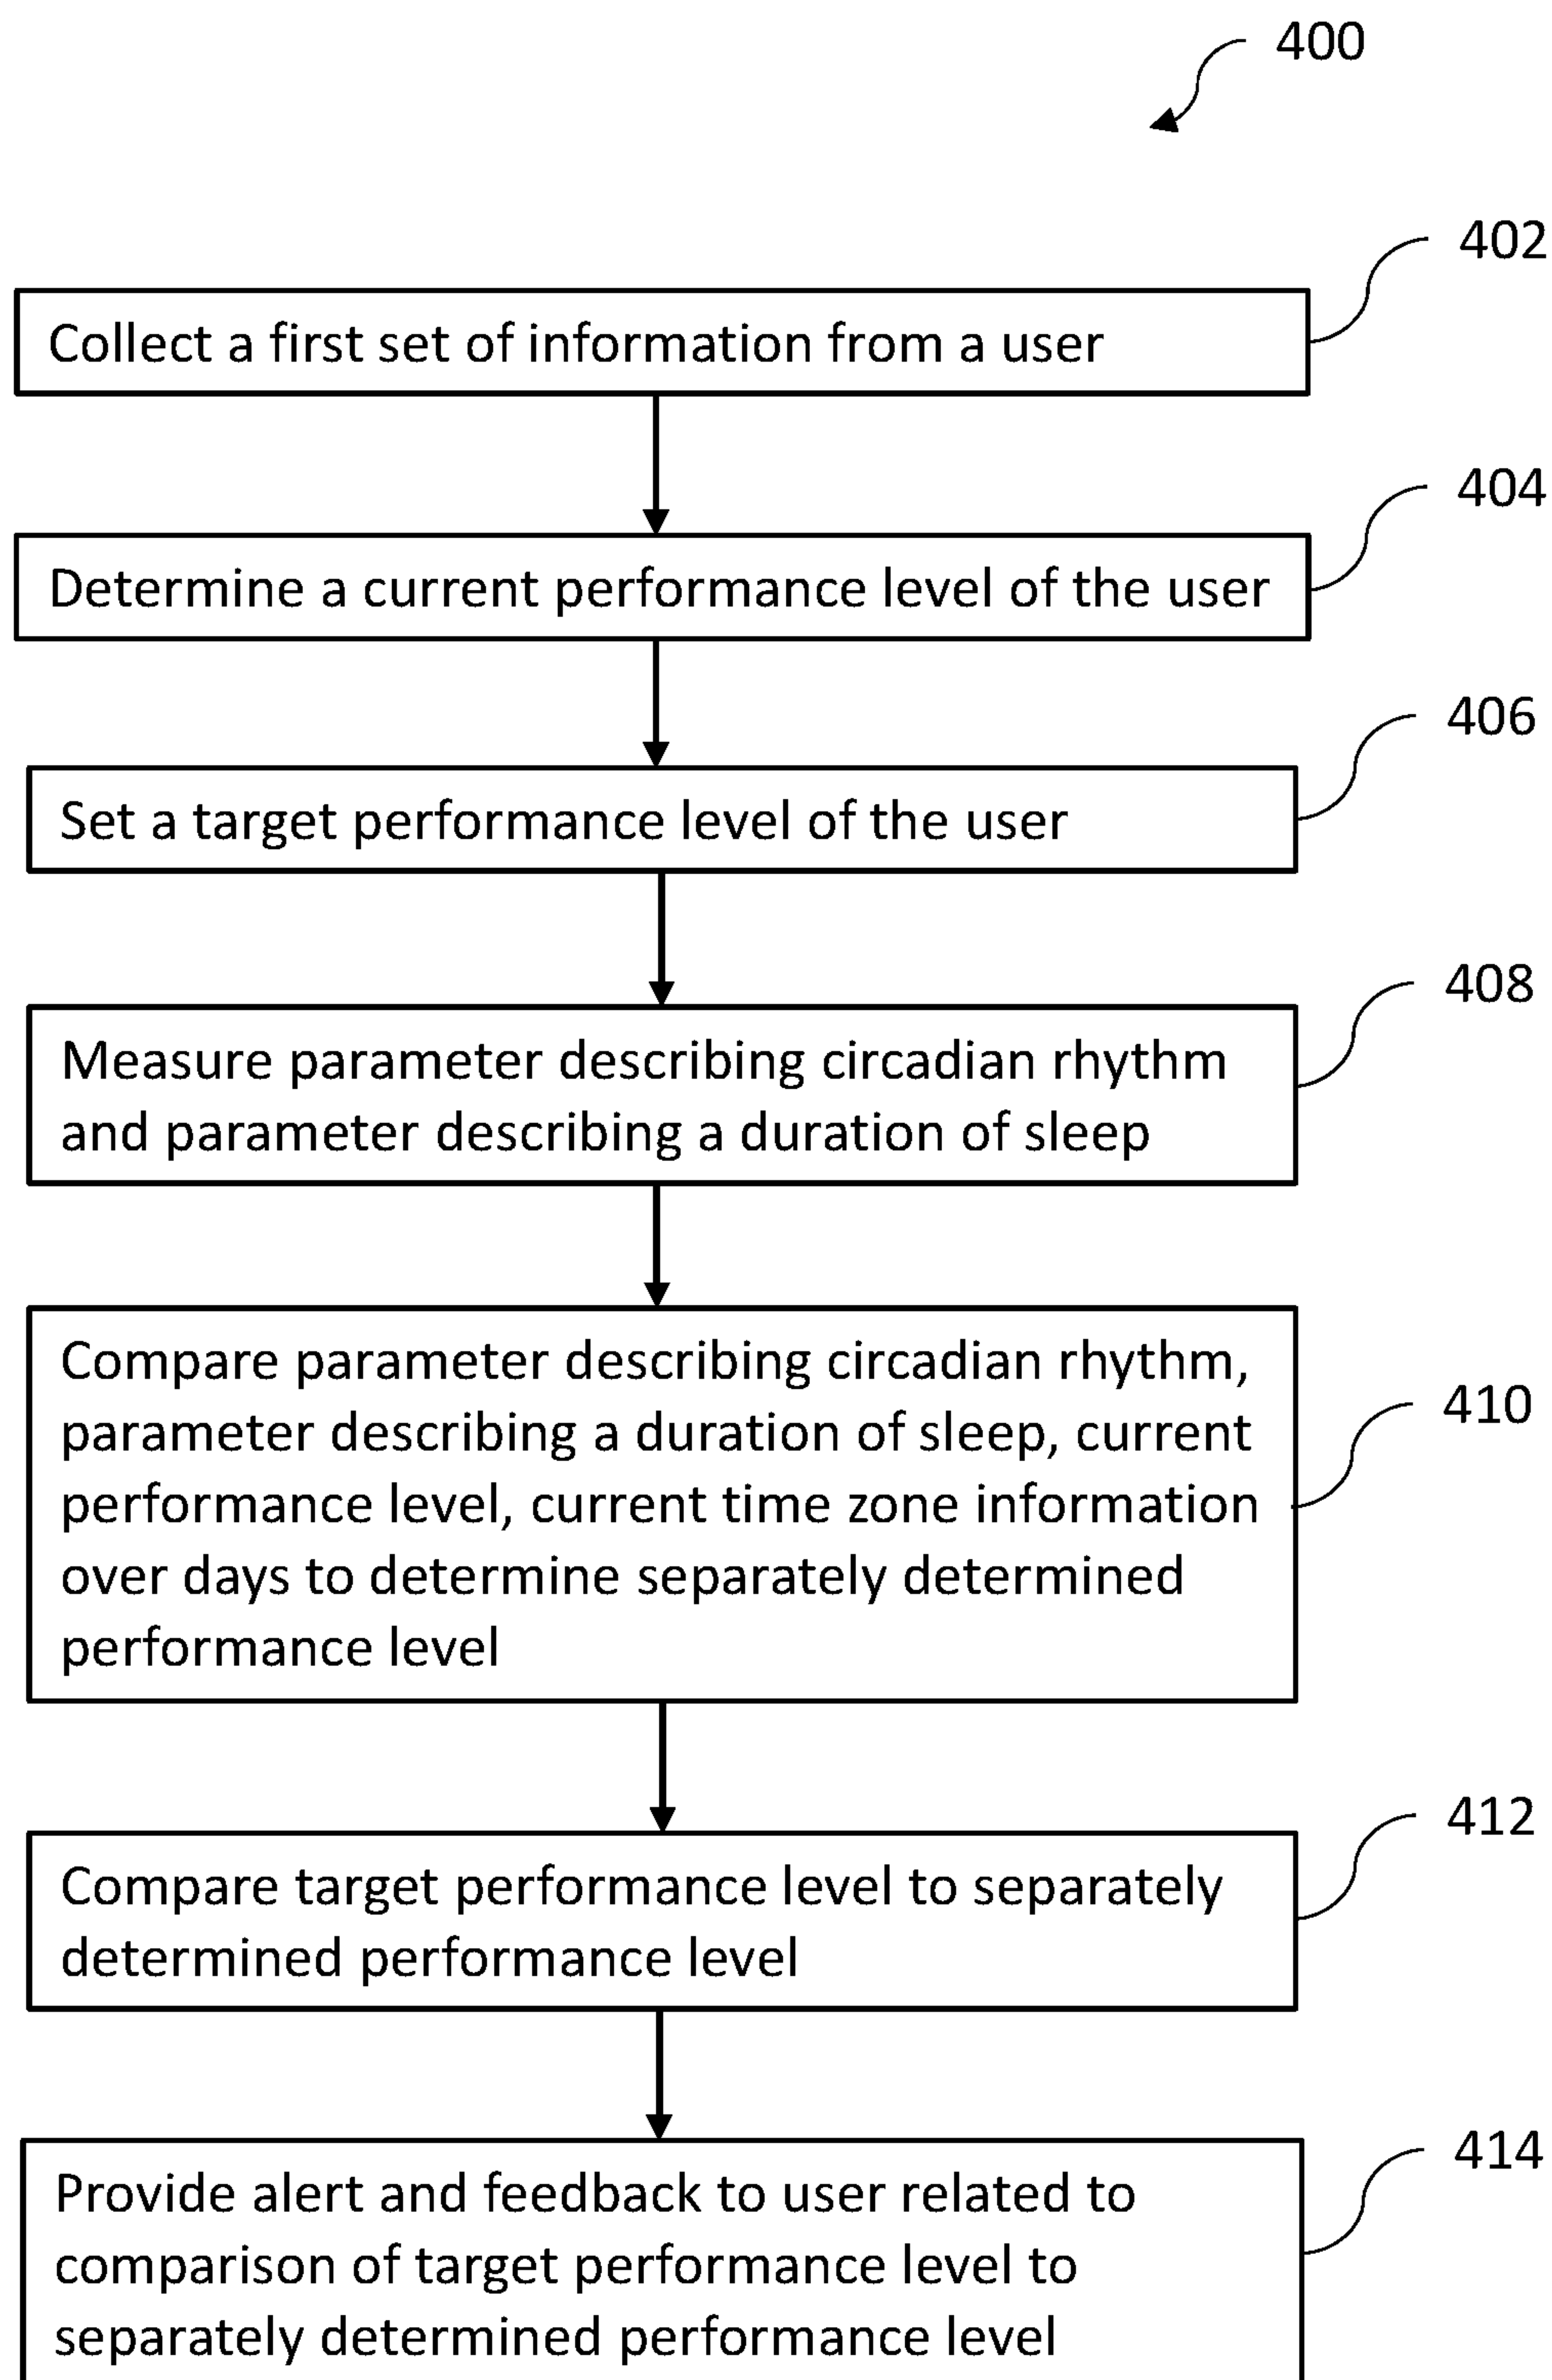 400
402
Collect a first set of information from a user
404
Determine a current performance level of the user
406
Set a target performance level of the user
408
Measure parameter describing circadian rhythm
and parameter describing a duration of sleep
410
Compare parameter describing circadian rhythm,
parameter describing a duration of sleep, current
performance level, current time zone information
over days to determine separately determined
performance level
412
Compare target performance level to separately
determined performance level
414
Provide alert and feedback to user related to
comparison of target performance level to
separately determined performance level